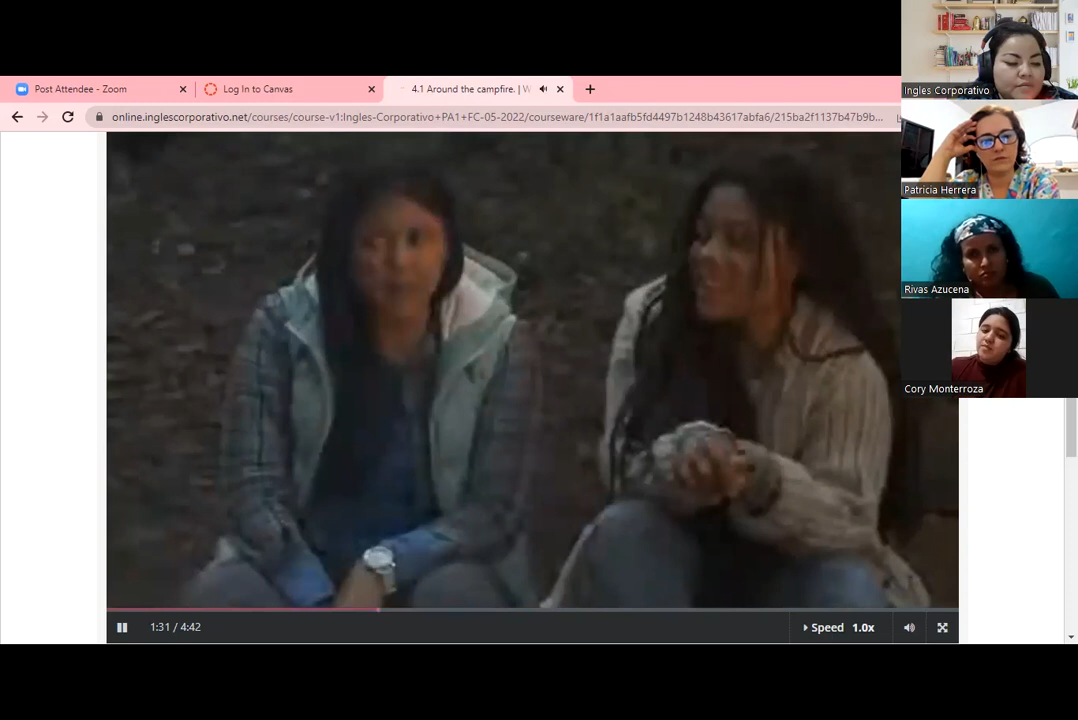 Post Attendee - Zoom
Log In to Canvas
4.1 Around the campfire. | V
online.inglescorporativo.net/courses/course-v1:Ingles-Corporativo+PA1+FC-05-2022/courseware/1f1a1aafb5fd4497b1248b43617abfa6/215ba2f1137b47b9b...
Ingles Corporativo
Patricia Herrera
Rivas Azucena
Cory Monterroza
1:31 / 4:42
Speed 1.0x